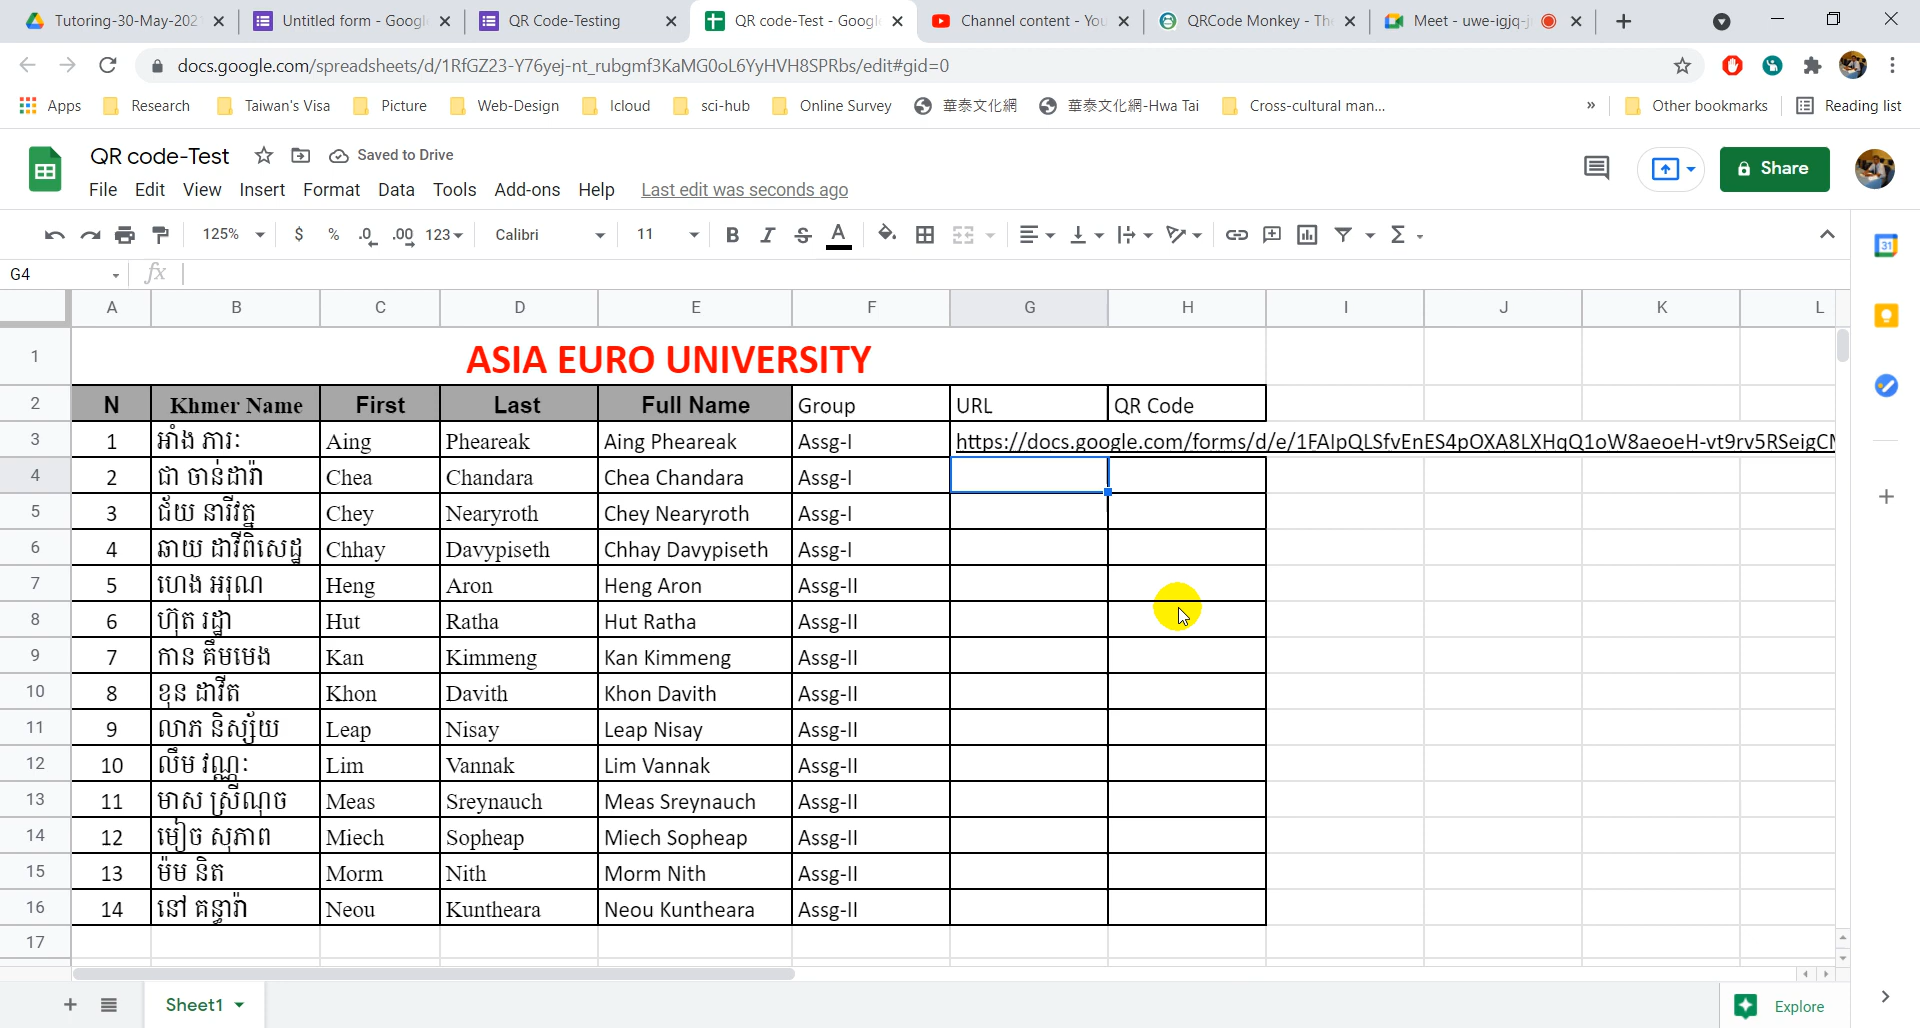 Tutoring-30-May-202
Untitled form - Google
QR Code-Testing
QR code-Test - Google
Channel content - You
QRCode Monkey - The
Meet - uwe-igjq-j
docs.google.com/spreadsheets/d/1RfGZ23-Y76yej-nt_rubgmf3KaMG0oL6YyHVH8SPRbs/edit#gid=0
Apps Research Taiwan's Visa Picture Web-Design Icloud sci-hub Online Survey 華泰文化網 華泰文化網-Hwa Tai Cross-cultural man... » Other bookmarks Reading list
QR code-Test Saved to Drive
Share
File Edit View Insert Format Data Tools Add-ons Help Last edit was seconds ago
125% $ % .0 .00 123 Calibri 11 B I S A
31
G4 fx
A B C D E F G H I J K L
1 ASIA EURO UNIVERSITY
2 N Khmer Name First Last Full Name Group URL QR Code
3 1 អាំង ភារៈ Aing Pheareak Aing Pheareak Assg-I https://docs.google.com/forms/d/e/1FAIpQLSfvEnES4pOXA8LXHqQ1oW8aeoeH-vt9rv5RSeigCM
4 2 ជា ចាន់ដារ៉ា Chea Chandara Chea Chandara Assg-I
5 3 ជ័យ នារីវត្ន Chey Nearyroth Chey Nearyroth Assg-I
6 4 ឆាយ ដាវីពិសេដ្ឋ Chhay Davypiseth Chhay Davypiseth Assg-I
7 5 ហេង អរុណ Heng Aron Heng Aron Assg-II
8 6 ហ៊ុត រដ្ឋា Hut Ratha Hut Ratha Assg-II
9 7 កាន គឹមមេង Kan Kimmeng Kan Kimmeng Assg-II
10 8 ខុន ដាវីត Khon Davith Khon Davith Assg-II
11 9 លាភ និស្ស័យ Leap Nisay Leap Nisay Assg-II
12 10 លឹម វណ្ណៈ Lim Vannak Lim Vannak Assg-II
13 11 មាស ស្រីណុច Meas Sreynauch Meas Sreynauch Assg-II
14 12 មៀច សុភាព Miech Sopheap Miech Sopheap Assg-II
15 13 ម៉ម និត Morm Nith Morm Nith Assg-II
16 14 នៅ គន្ធារ៉ា Neou Kuntheara Neou Kuntheara Assg-II
17
Sheet1
Explore